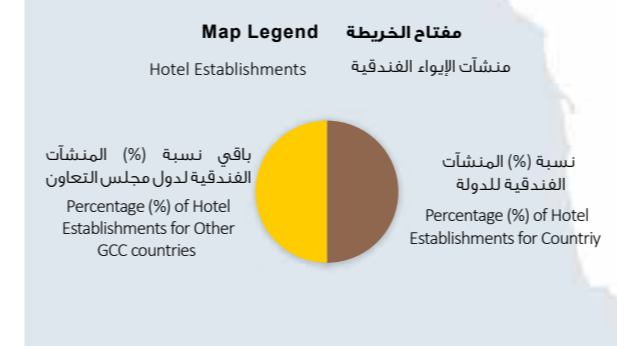 Map Legend مفتاح الخريطة
Hotel Establishments منشآت الإيواء الفندقية
باقي نسبة (%) المنشآت
الفندقية لدول مجلس التعاون
Percentage (%) of Hotel
Establishments for Other
GCC countries
نسبة (%) المنشآت
الفندقية للدولة
Percentage (%) of Hotel
Establishments for Countriy